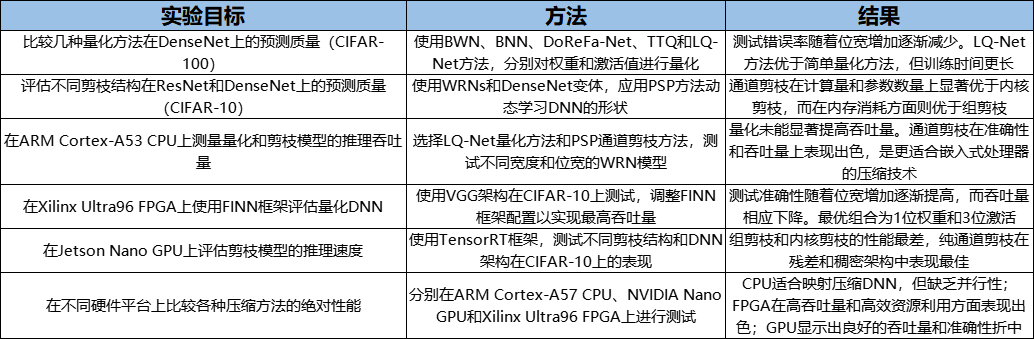 实验目标
方法
结果
比较几种量化方法在DenseNet上的预测质量（CIFAR-
100）
使用BWN、BNN、DoReFa-Net、TTQ和LQ-
Net方法，分别对权重和激活值进行量化
测试错误率随着位宽增加逐渐减少。LQ-Net
方法优于简单量化方法，但训练时间更长
评估不同剪枝结构在ResNet和DenseNet上的预测质量
（CIFAR-10）
使用WRNs和DenseNet变体，应用PSP方法动
态学习DNN的形状
通道剪枝在计算量和参数数量上显著优于内核
剪枝，而在内存消耗方面则优于组剪枝
在ARM Cortex-A53 CPU上测量量化和剪枝模型的推理吞吐
量
选择LQ-Net量化方法和PSP通道剪枝方法，测
试不同宽度和位宽的WRN模型
量化未能显著提高吞吐量。通道剪枝在准确性
和吞吐量上表现出色，是更适合嵌入式处理器
的压缩技术
在Xilinx Ultra96 FPGA上使用FINN框架评估量化DNN
使用VGG架构在CIFAR-10上测试，调整FINN
框架配置以实现最高吞吐量
测试准确性随着位宽增加逐渐提高，而吞吐量
相应下降。最优组合为1位权重和3位激活
在Jetson Nano GPU上评估剪枝模型的推理速度
使用TensorRT框架，测试不同剪枝结构和DNN
架构在CIFAR-10上的表现
组剪枝和内核剪枝的性能最差，纯通道剪枝在
残差和稠密架构中表现最佳
在不同硬件平台上比较各种压缩方法的绝对性能
分别在ARM Cortex-A57 CPU、NVIDIA Nano
GPU和Xilinx Ultra96 FPGA上进行测试
CPU适合映射压缩DNN，但缺乏并行性；
FPGA在高吞吐量和高效资源利用方面表现出
色；GPU显示出良好的吞吐量和准确性折中